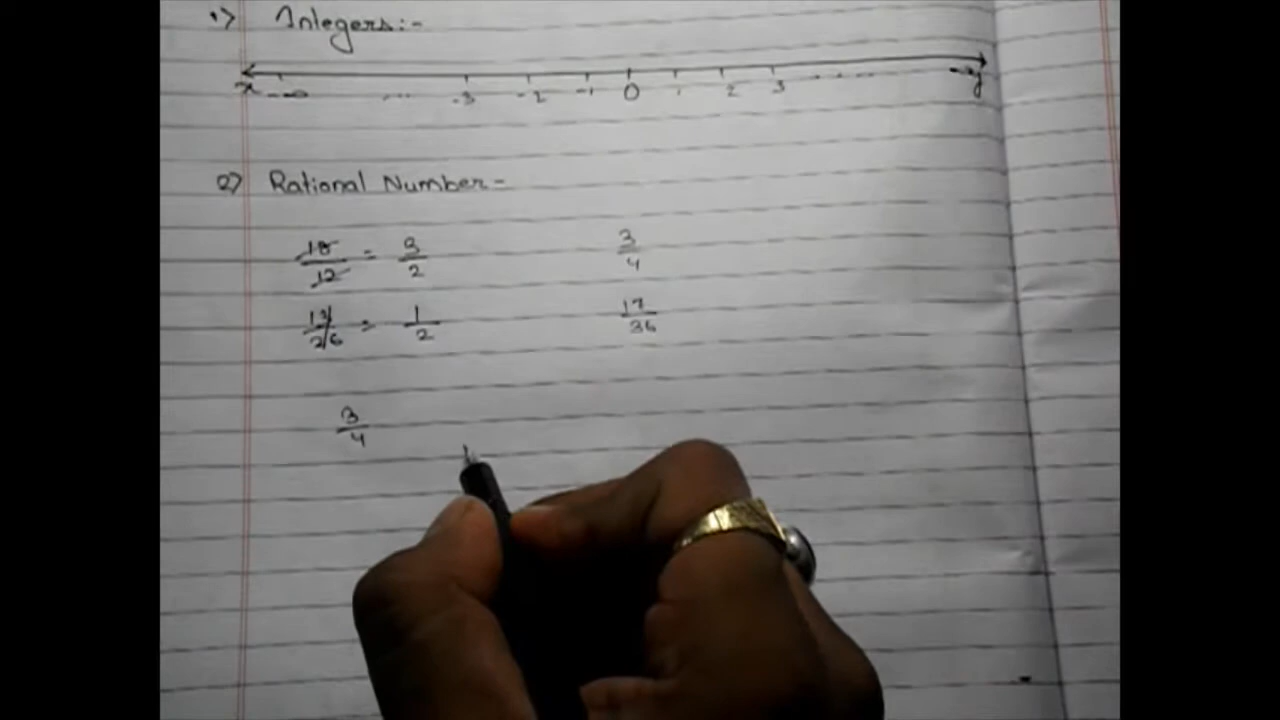 1.) Integers:-
x -∞ ... -3 -2 -1 0 1 2 3 ...... y
2) Rational Number-
18/12 = 3/2 3/4
13/26 = 1/2 17/36
3/4